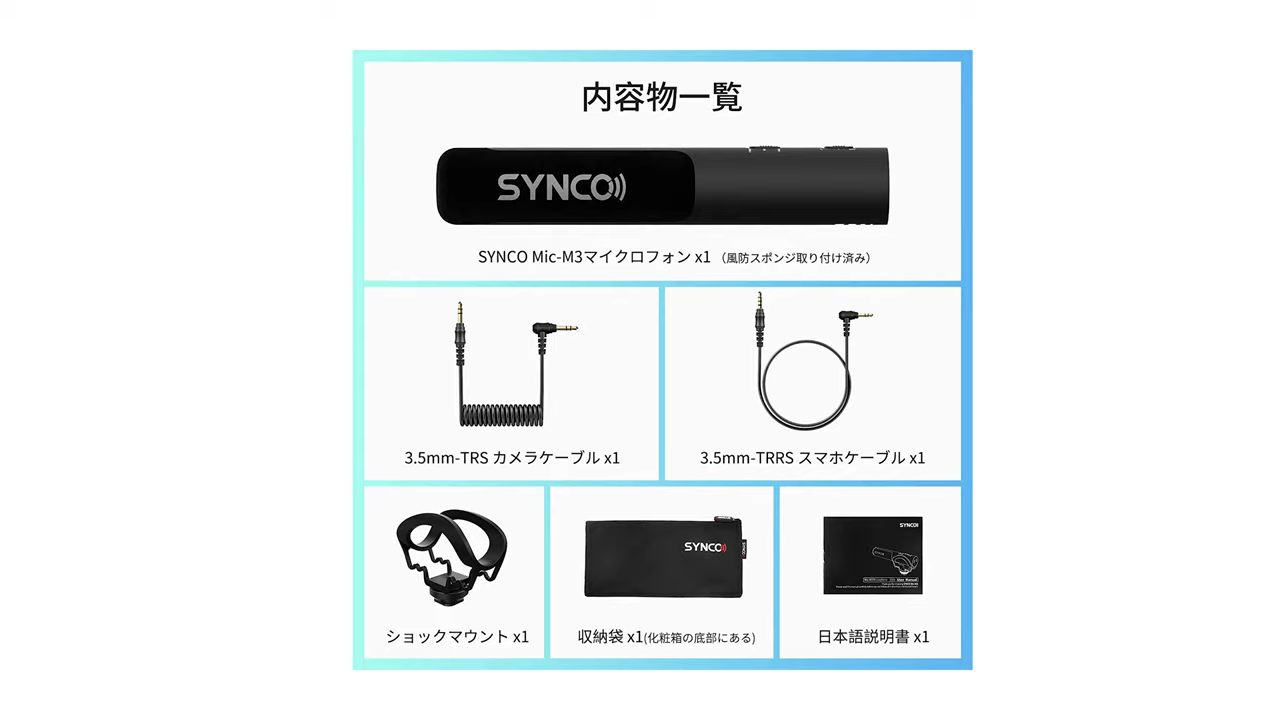 内容物一覧
SYNCO
SYNCO Mic-M3マイクロフォン x1 （風防スポンジ取り付け済み）
3.5mm-TRS カメラケーブル x1
3.5mm-TRRS スマホケーブル x1
SYNCO
SYNCO
SYNCO
User Manual
ショックマウント x1
収納袋 x1(化粧箱の底部にある)
日本語説明書 x1